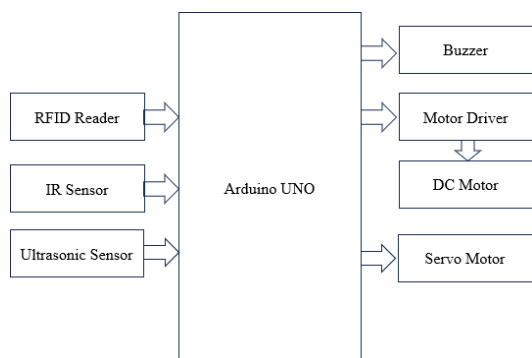 Buzzer
RFID Reader
Motor Driver
IR Sensor
Arduino UNO
DC Motor
Ultrasonic Sensor
Servo Motor